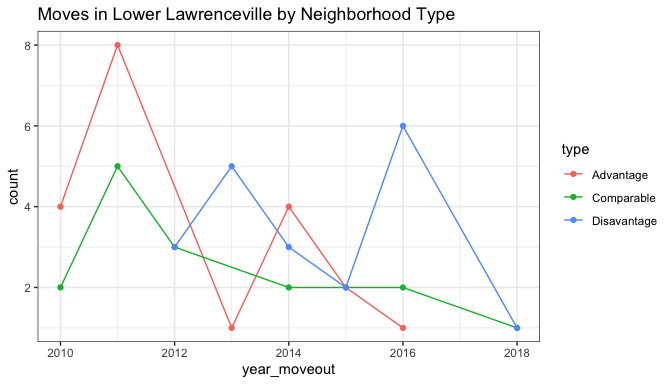 Moves in Lower Lawrenceville by Neighborhood Type
8
6
4
2
count
2010 2012 2014 2016 2018
year_moveout
type
Advantage
Comparable
Disavantage